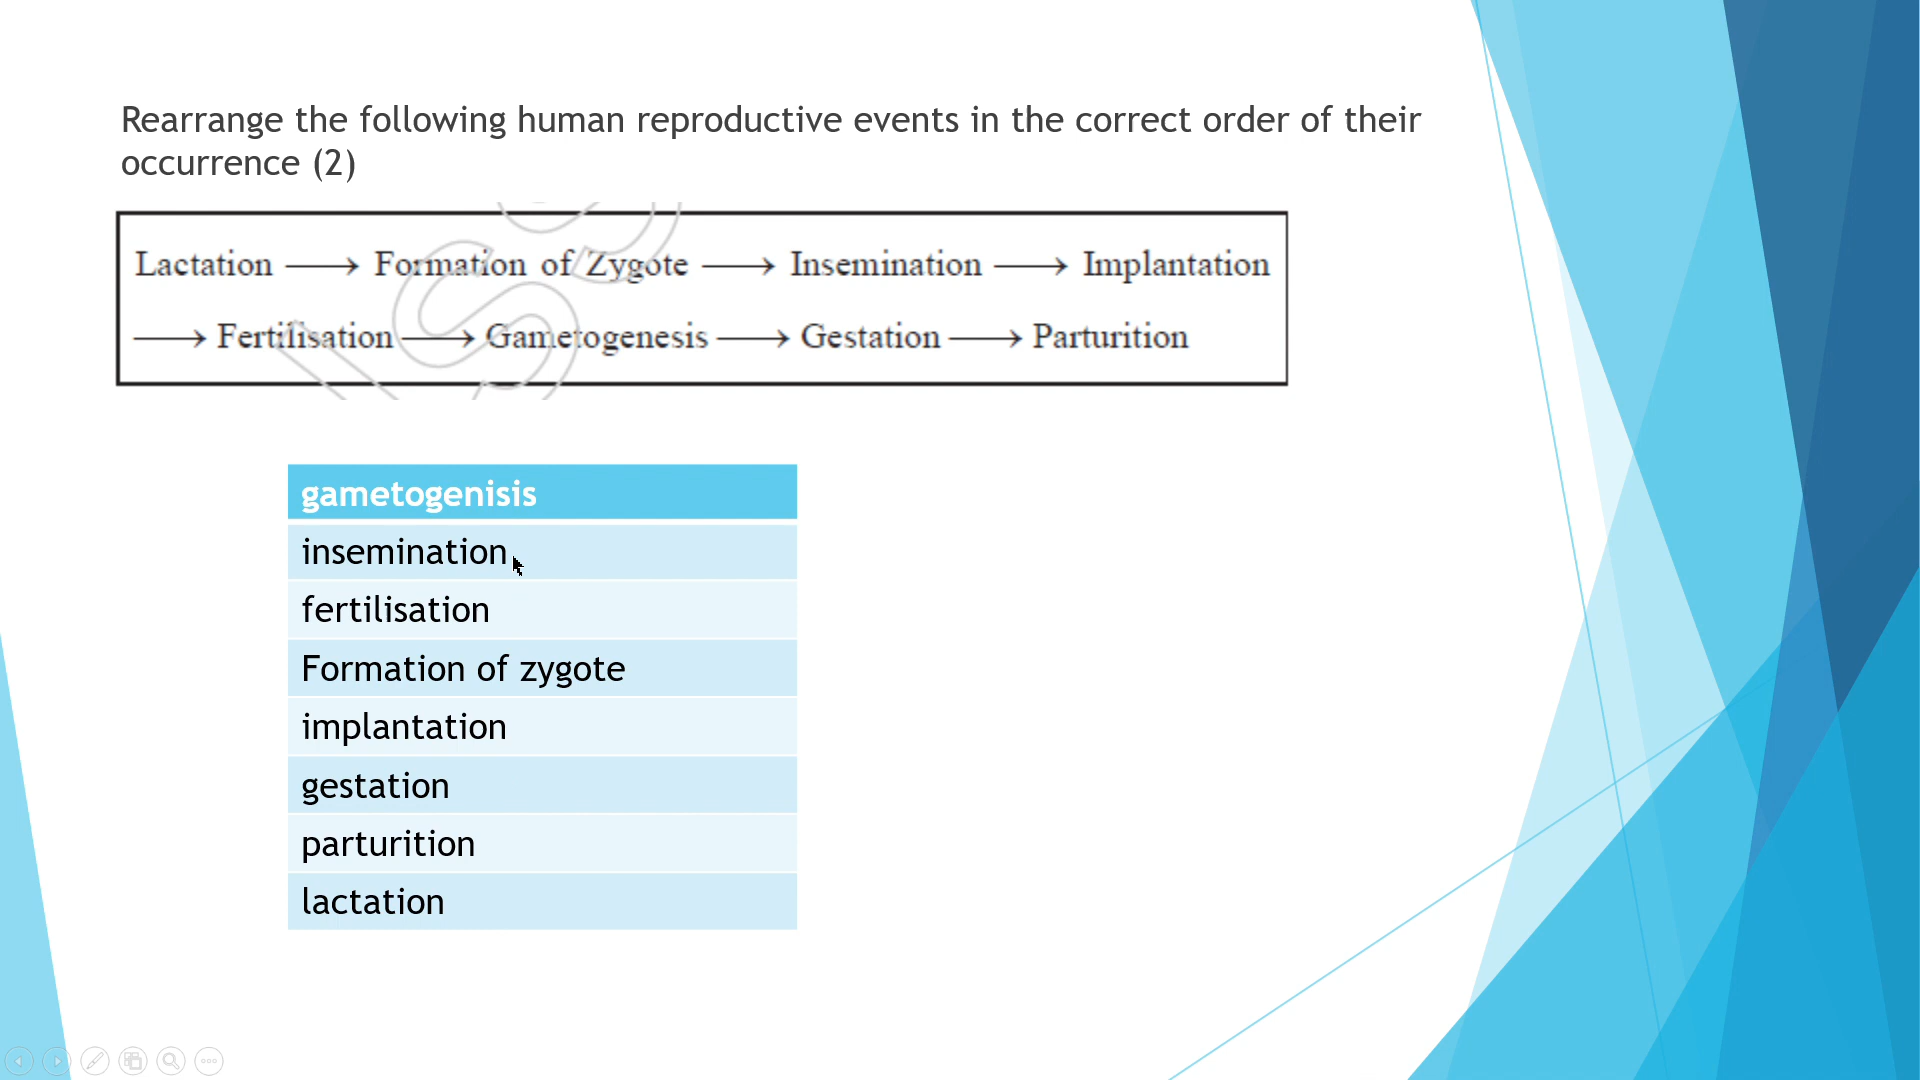 Rearrange the following human reproductive events in the correct order of their
occurrence (2)
Lactation ⟶ Formation of Zygote ⟶ Insemination ⟶ Implantation
⟶ Fertilisation ⟶ Gametogenesis ⟶ Gestation ⟶ Parturition
gametogenisis
insemination
fertilisation
Formation of zygote
implantation
gestation
parturition
lactation